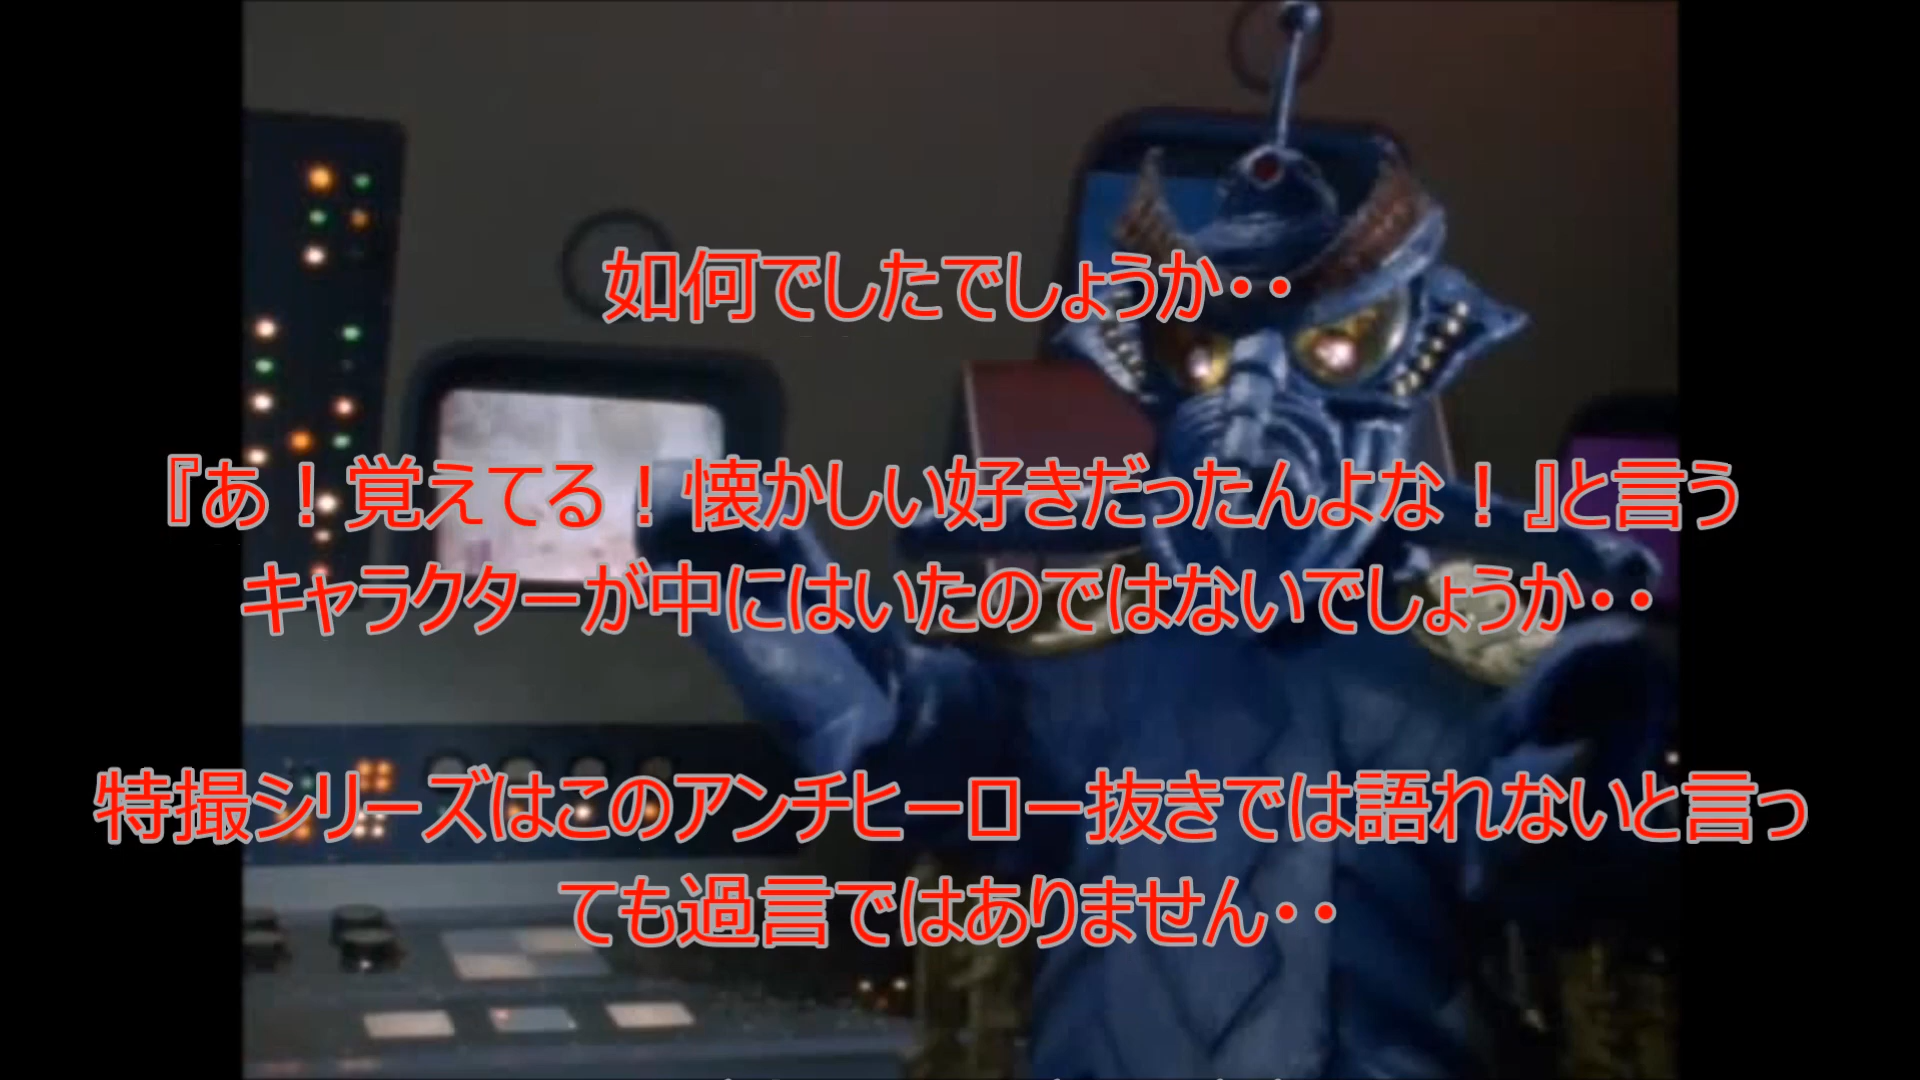 如何でしたでしょうか・・
『あ！覚えてる！懐かしい好きだったんよな！』と言う
キャラクターが中にはいたのではないでしょうか・・
特撮シリーズはこのアンチヒーロー抜きでは語れないと言っ
ても過言ではありません・・